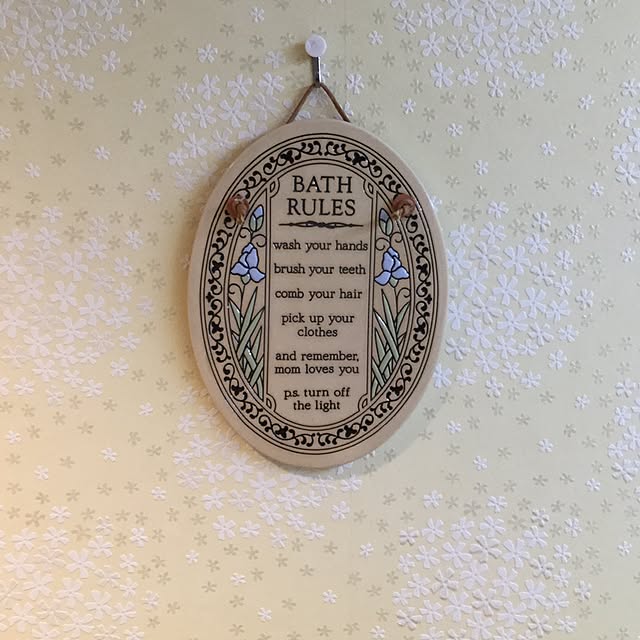 BATH
RULES
wash your hands
brush your teeth
comb your hair
pick up your
clothes
and remember,
mom loves you
p.s. turn off
the light